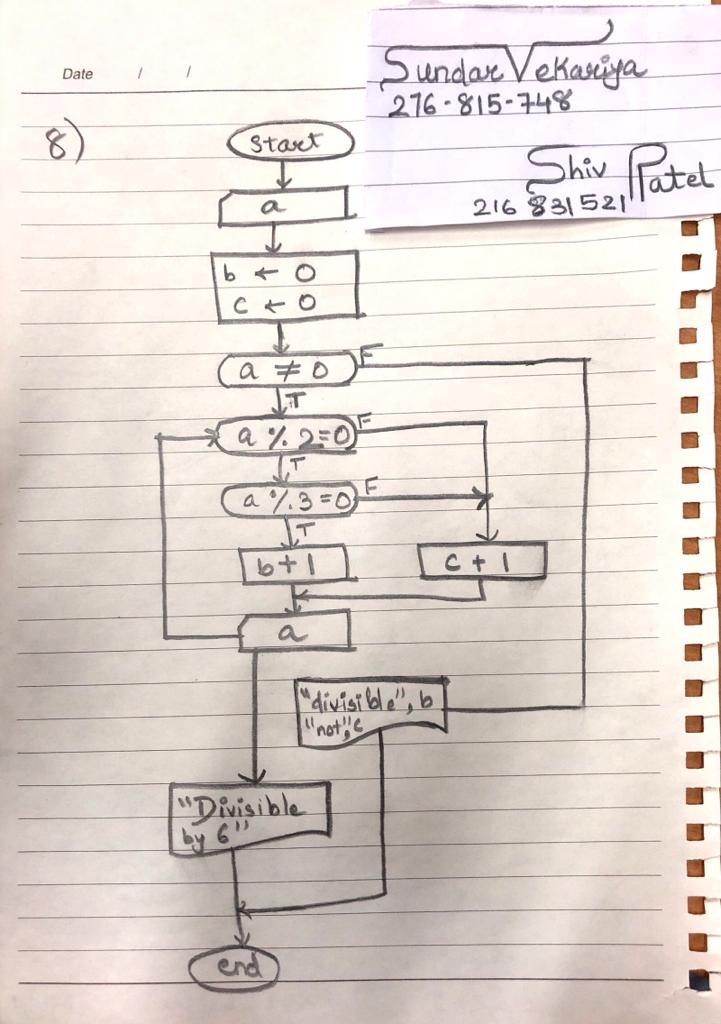 Date / /
Sundar Vekariya
276-815-748
Shiv Patel
216 831521
8)
start
a
b ← 0
c ← 0
a ≠ 0
F
T
a % 2=0
F
T
a % 3=0
F
T
b+1
c + 1
a
"divisible", b
"not",c
"Divisible
by 6"
end